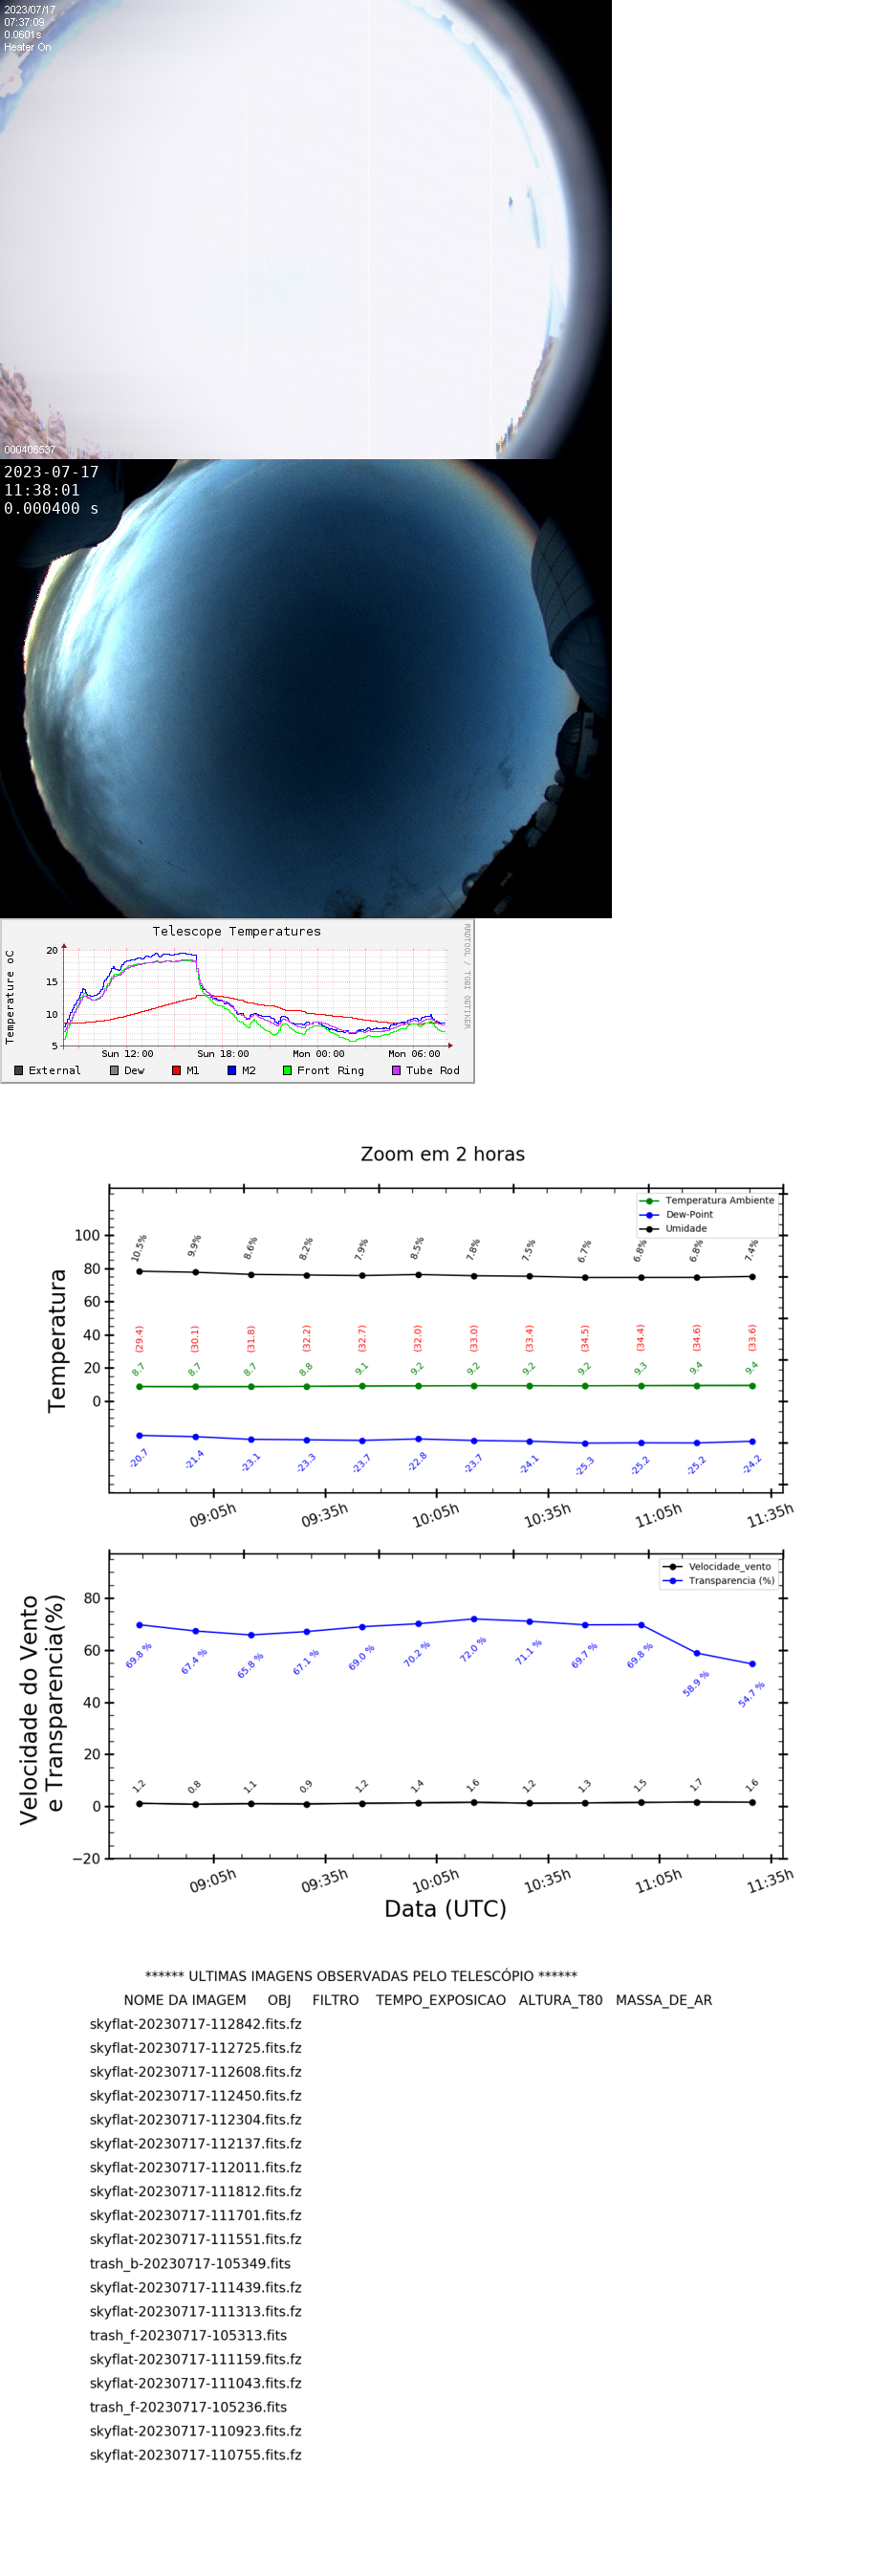 2023/07/17
07:37:09
0.0601s
Heater On
000406537
2023-07-17
11:38:01
0.000400 s
Telescope Temperatures
Temperature oC
RRDTOOL / TOBI OETIKER
20
15
10
5
Sun 12:00 Sun 18:00 Mon 00:00 Mon 06:00
External Dew M1 M2 Front Ring Tube Rod
Zoom em 2 horas
Temperatura
Temperatura Ambiente
Dew-Point
Umidade
100
80
60
40
20
0
10.5% 9.9% 8.6% 8.2% 7.9% 8.5% 7.8% 7.5% 6.7% 6.8% 6.8% 7.4%
(29.4) (30.1) (31.8) (32.2) (32.7) (32.0) (33.0) (33.4) (34.5) (34.4) (34.6) (33.6)
8.7 8.7 8.7 8.8 9.1 9.2 9.2 9.2 9.2 9.3 9.4 9.4
-20.7 -21.4 -23.1 -23.3 -23.7 -22.8 -23.7 -24.1 -25.3 -25.2 -25.2 -24.2
09:05h 09:35h 10:05h 10:35h 11:05h 11:35h
Velocidade do Vento
e Transparencia(%)
Velocidade_vento
Transparencia (%)
80
60
40
20
0
−20
69.8 % 67.4 % 65.8 % 67.1 % 69.0 % 70.2 % 72.0 % 71.1 % 69.7 % 69.8 % 58.9 % 54.7 %
1.2 0.8 1.1 0.9 1.2 1.4 1.6 1.2 1.3 1.5 1.7 1.6
09:05h 09:35h 10:05h 10:35h 11:05h 11:35h
Data (UTC)
****** ULTIMAS IMAGENS OBSERVADAS PELO TELESCÓPIO ******
NOME DA IMAGEM OBJ FILTRO TEMPO_EXPOSICAO ALTURA_T80 MASSA_DE_AR
skyflat-20230717-112842.fits.fz
skyflat-20230717-112725.fits.fz
skyflat-20230717-112608.fits.fz
skyflat-20230717-112450.fits.fz
skyflat-20230717-112304.fits.fz
skyflat-20230717-112137.fits.fz
skyflat-20230717-112011.fits.fz
skyflat-20230717-111812.fits.fz
skyflat-20230717-111701.fits.fz
skyflat-20230717-111551.fits.fz
trash_b-20230717-105349.fits
skyflat-20230717-111439.fits.fz
skyflat-20230717-111313.fits.fz
trash_f-20230717-105313.fits
skyflat-20230717-111159.fits.fz
skyflat-20230717-111043.fits.fz
trash_f-20230717-105236.fits
skyflat-20230717-110923.fits.fz
skyflat-20230717-110755.fits.fz